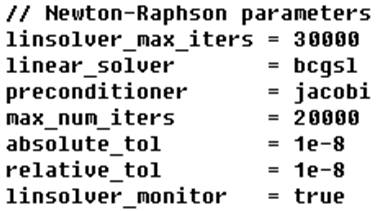 // Newton-Raphson parameters
linsolver_max_iters = 30000
linear_solver       = bcgsl
preconditioner      = jacobi
max_num_iters       = 20000
absolute_tol        = 1e-8
relative_tol        = 1e-8
linsolver_monitor   = true